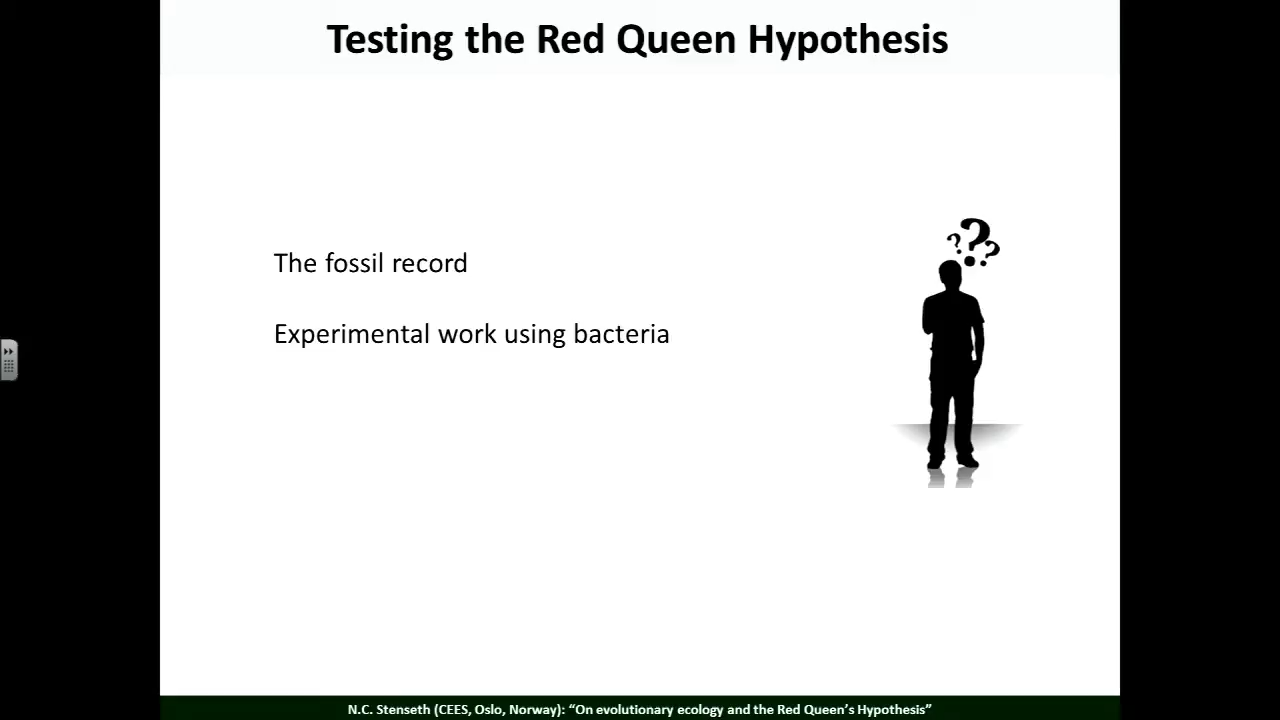 Testing the Red Queen Hypothesis
The fossil record
Experimental work using bacteria
???
N.C. Stenseth (CEES, Oslo, Norway): “On evolutionary ecology and the Red Queen’s Hypothesis”